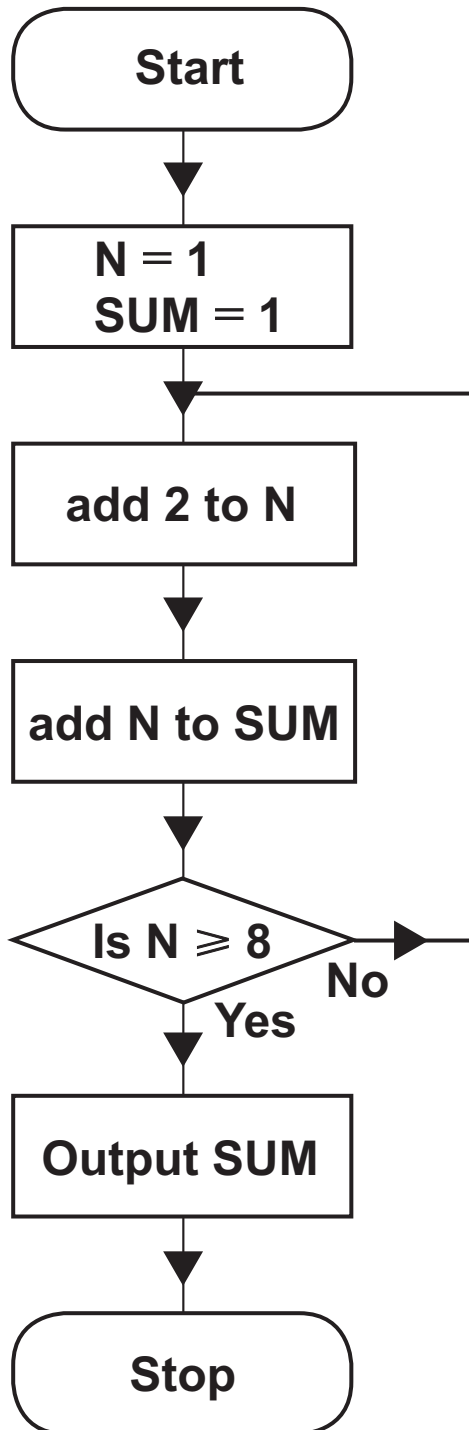 Start
N = 1
SUM = 1
add 2 to N
add N to SUM
Is N ⩾ 8
No
Yes
Output SUM
Stop